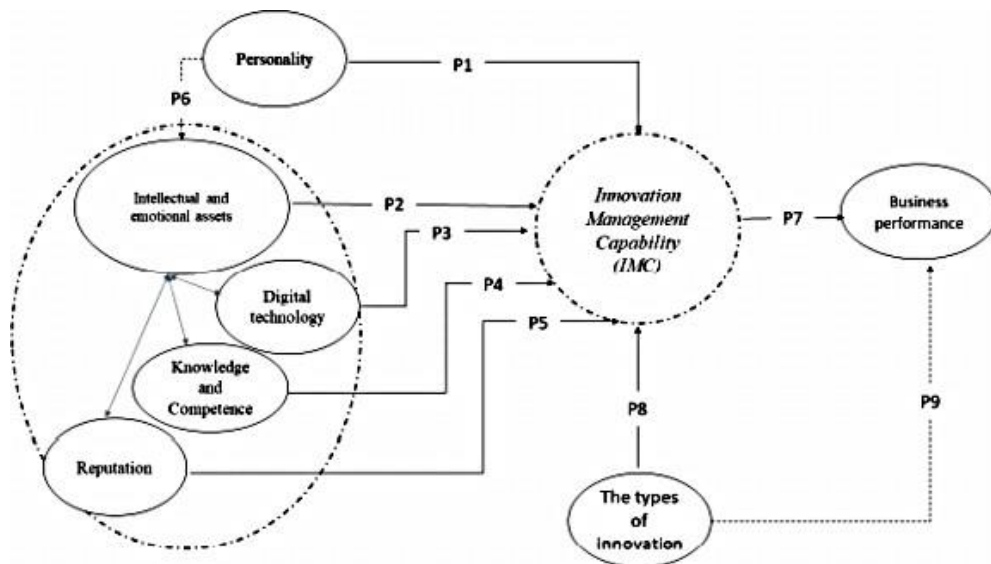 Personality
P1
P6
Intellectual and
emotional assets
P2
P3
Innovation
Management
Capability
(IMC)
P7
Business
performance
Digital
technology
P4
P5
Knowledge
and
Competence
P8
P9
Reputation
The types
of
innovation